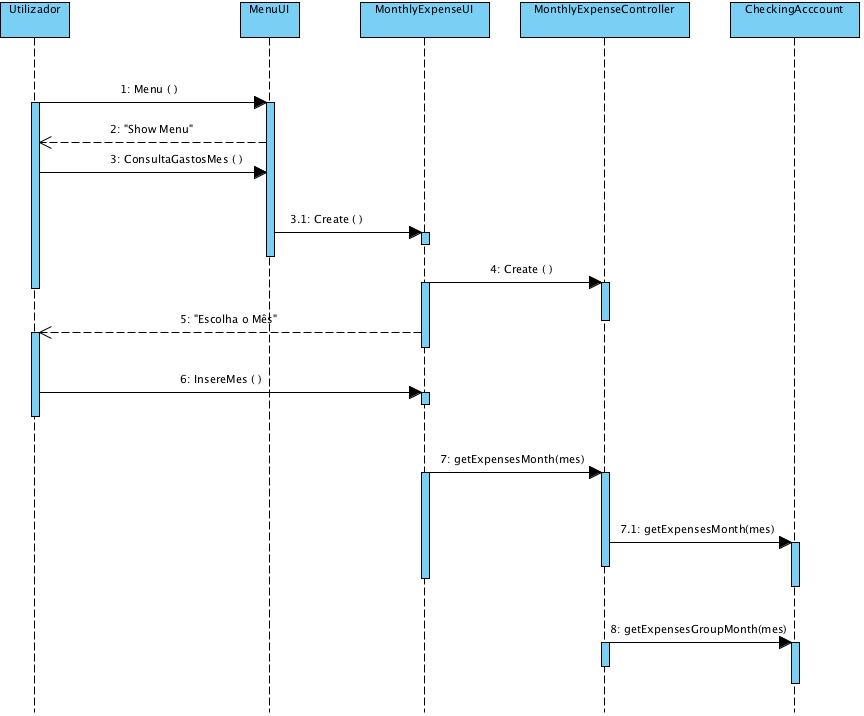 Utilizador
MenuUI
MonthlyExpenseUI
MonthlyExpenseController
CheckingAcccount
1: Menu ( )
2: "Show Menu"
3: ConsultaGastosMes ( )
3.1: Create ( )
4: Create ( )
5: "Escolha o Mês"
6: InsereMes ( )
7: getExpensesMonth(mes)
7.1: getExpensesMonth(mes)
8: getExpensesGroupMonth(mes)